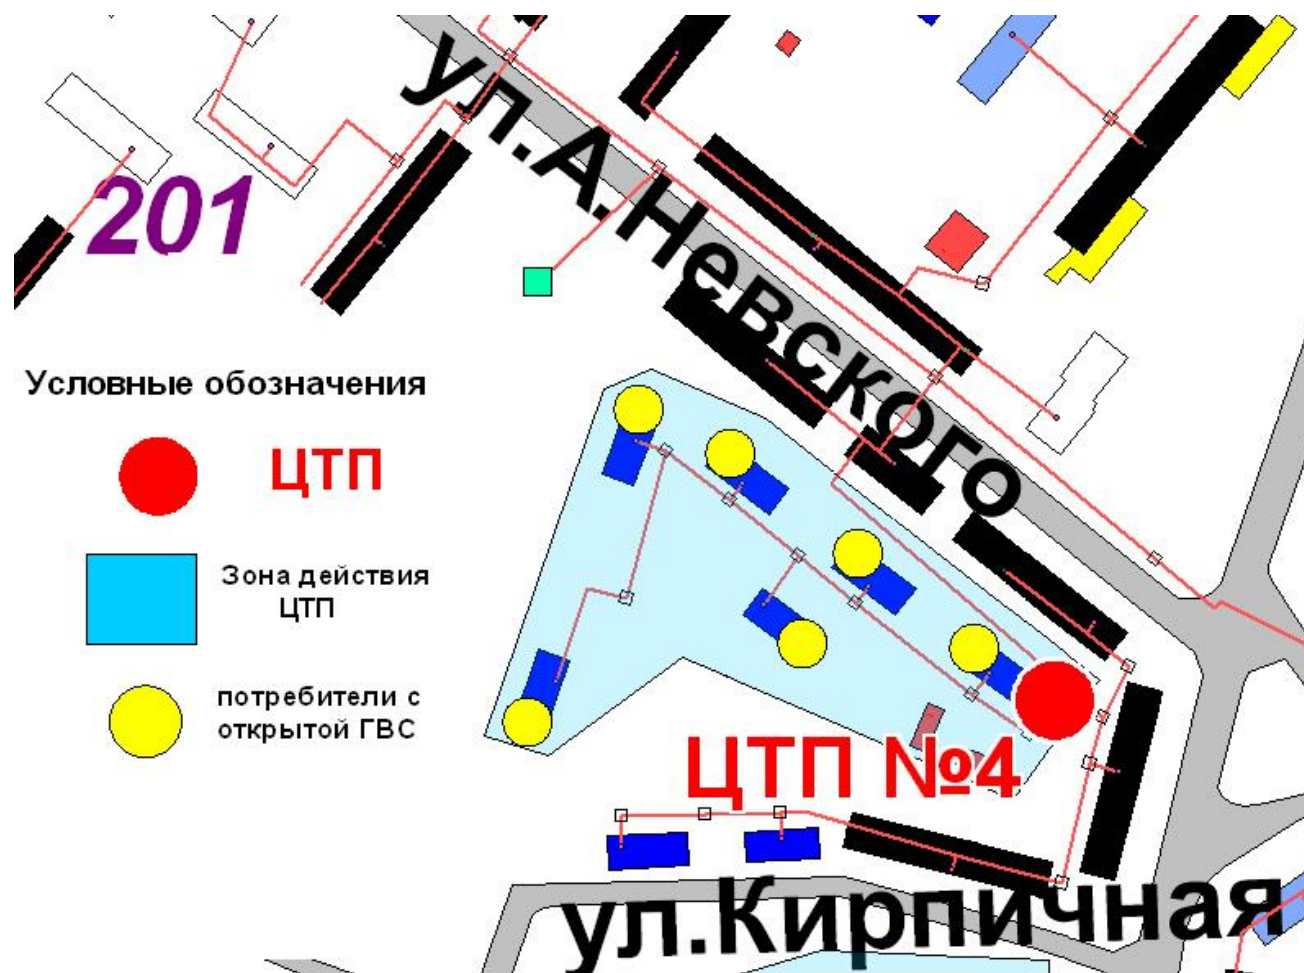 ул.А.Невского
201
Условные обозначения
ЦТП
Зона действия
ЦТП
потребители с
открытой ГВС
ЦТП №4
ул.Кирпичная